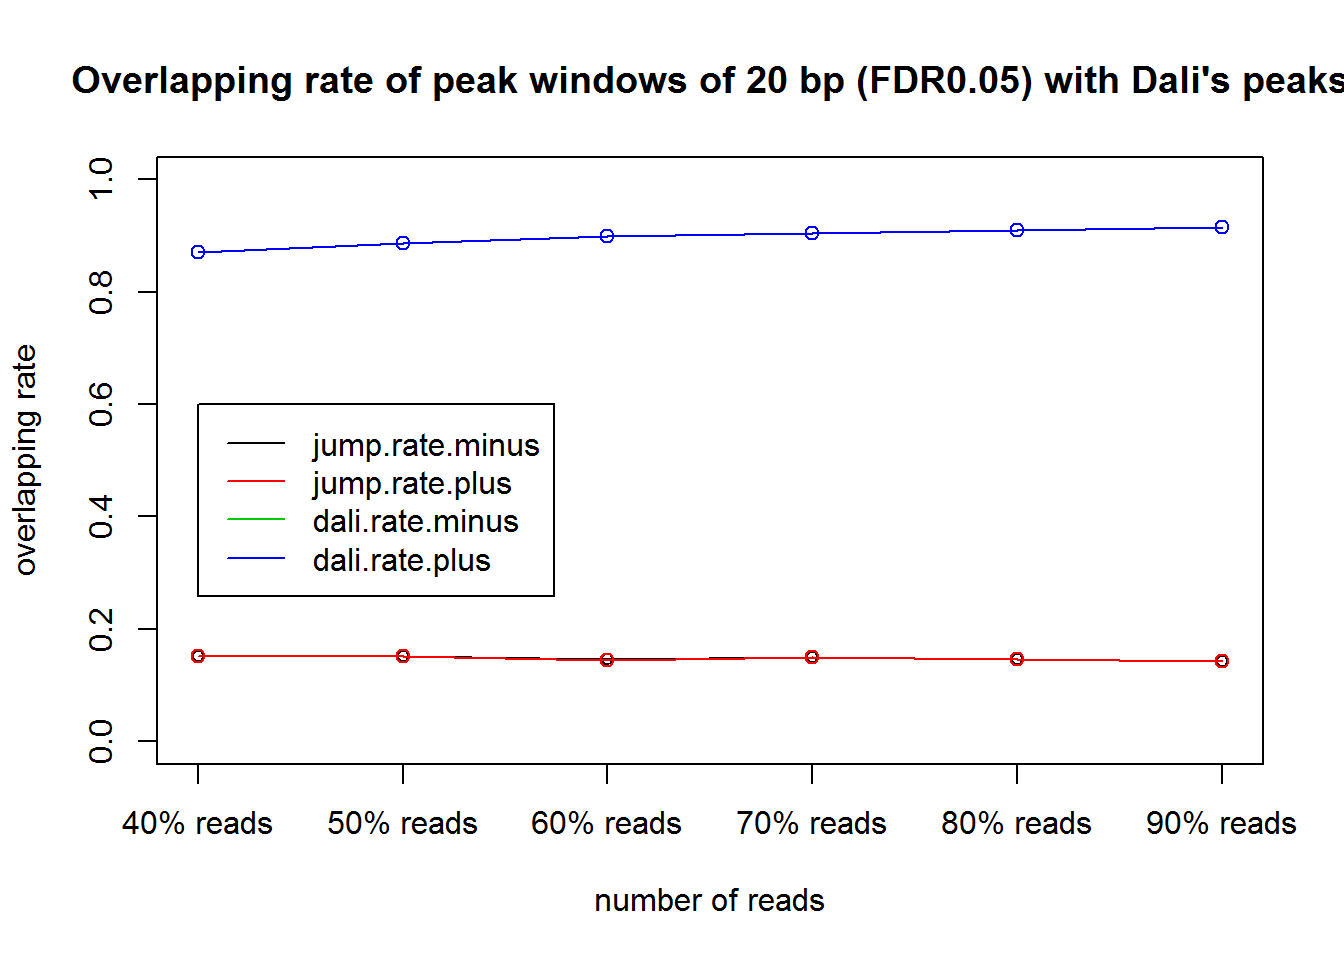 Overlapping rate of peak windows of 20 bp (FDR0.05) with Dali's peaks
overlapping rate
1.0
0.8
0.6
0.4
0.2
0.0
jump.rate.minus
jump.rate.plus
dali.rate.minus
dali.rate.plus
40% reads
50% reads
60% reads
70% reads
80% reads
90% reads
number of reads